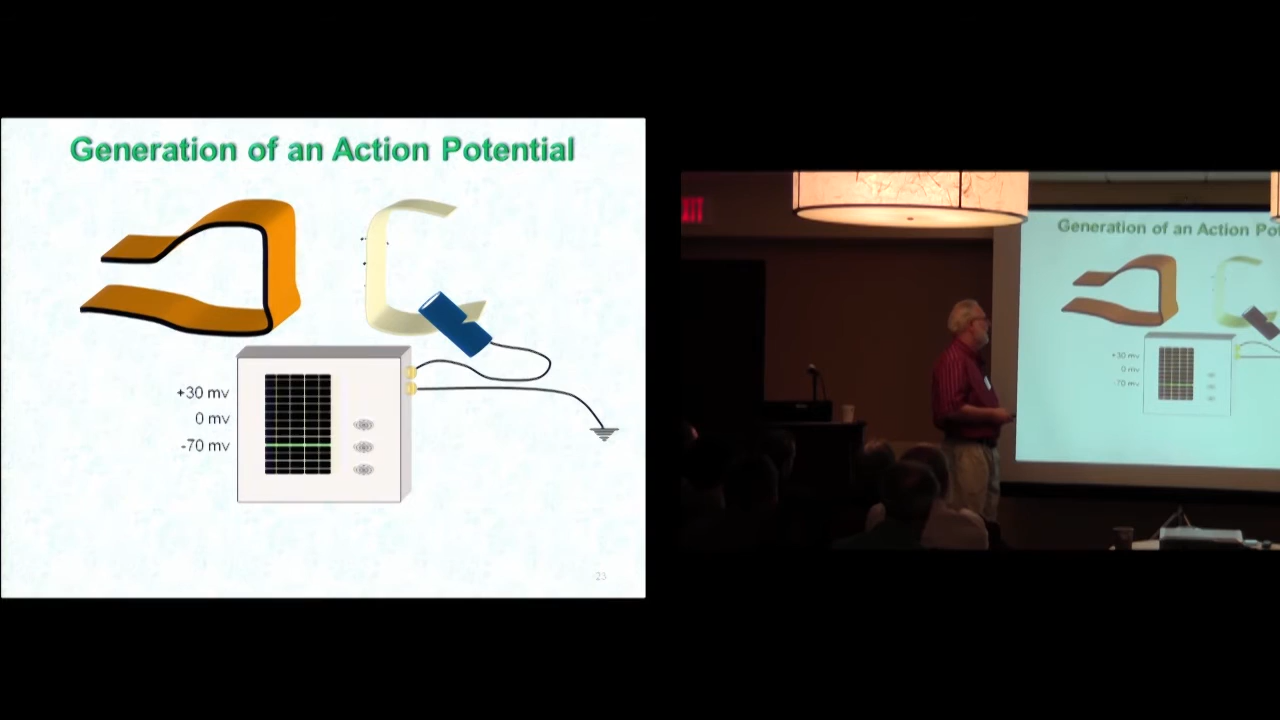 Generation of an Action Potential
+30 mv
0 mv
-70 mv
23
Generation of an Action
+30 mv
0 mv
-70 mv